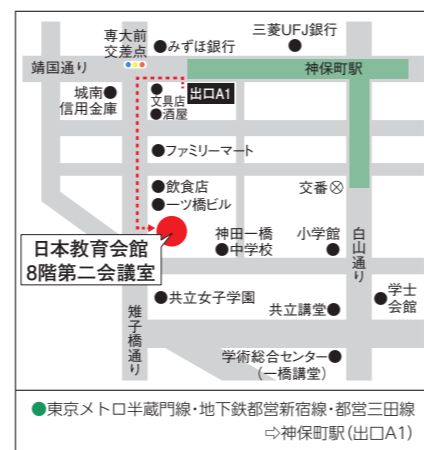 専大前
交差点
●みずほ銀行
三菱UFJ銀行
●
靖国通り
神保町駅
城南●
信用金庫
●
文具店
●酒屋
出口A1
●ファミリーマート
●飲食店
●一ツ橋ビル
交番⊗
日本教育会館
8階第二会議室
神田一橋
●中学校
小学館
●
白山通り
雉子橋通り
●共立女子学園
共立講堂●
●学士
会館
学術総合センター●
(一橋講堂)
●東京メトロ半蔵門線・地下鉄都営新宿線・都営三田線
⇨神保町駅(出口A1)